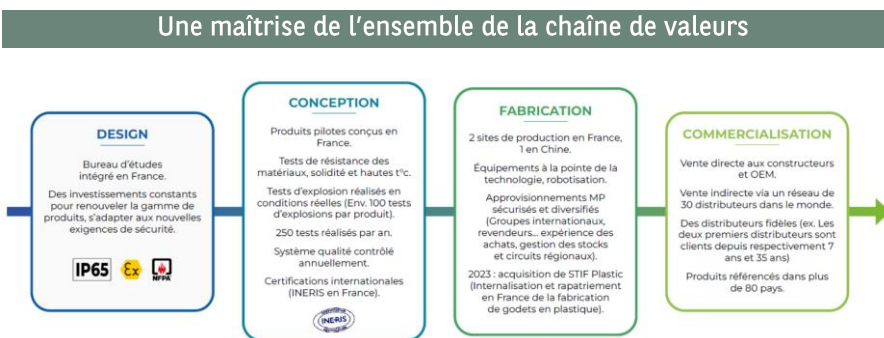 Une maîtrise de l'ensemble de la chaîne de valeurs
DESIGN
Bureau d'études
intégré en France.
Des investissements constants
pour renouveler la gamme de
produits, s'adapter aux nouvelles
exigences de sécurité.
IP65
Ex
NFPA
CONCEPTION
Produits pilotes conçus en
France.
Tests de résistance des
matériaux, solidité et hautes t°c.
Tests d'explosion réalisés en
conditions réelles (Env. 100 tests
d'explosions par produit).
250 tests réalisés par an.
Système qualité contrôlé
annuellement.
Certifications internationales
(INERIS en France).
INERIS
FABRICATION
2 sites de production en France,
1 en Chine.
Équipements à la pointe de la
technologie, robotisation.
Approvisionnements MP
sécurisés et diversifiés
(Groupes internationaux,
revendeurs... expérience des
achats, gestion des stocks
et circuits régionaux).
2023 : acquisition de STIF Plastic
(Internalisation et rapatriement
en France de la fabrication
de godets en plastique).
COMMERCIALISATION
Vente directe aux constructeurs
et OEM.
Vente indirecte via un réseau de
30 distributeurs dans le monde.
Des distributeurs fidèles (ex. Les
deux premiers distributeurs sont
clients depuis respectivement 7
ans et 35 ans)
Produits référencés dans plus
de 80 pays.